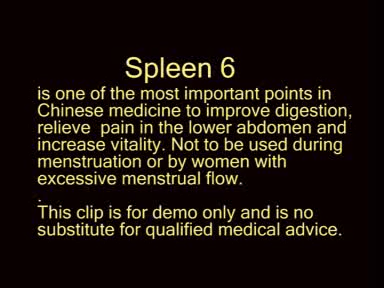 Spleen 6
is one of the most important points in
Chinese medicine to improve digestion,
relieve pain in the lower abdomen and
increase vitality. Not to be used during
menstruation or by women with
excessive menstrual flow.
.
This clip is for demo only and is no
substitute for qualified medical advice.